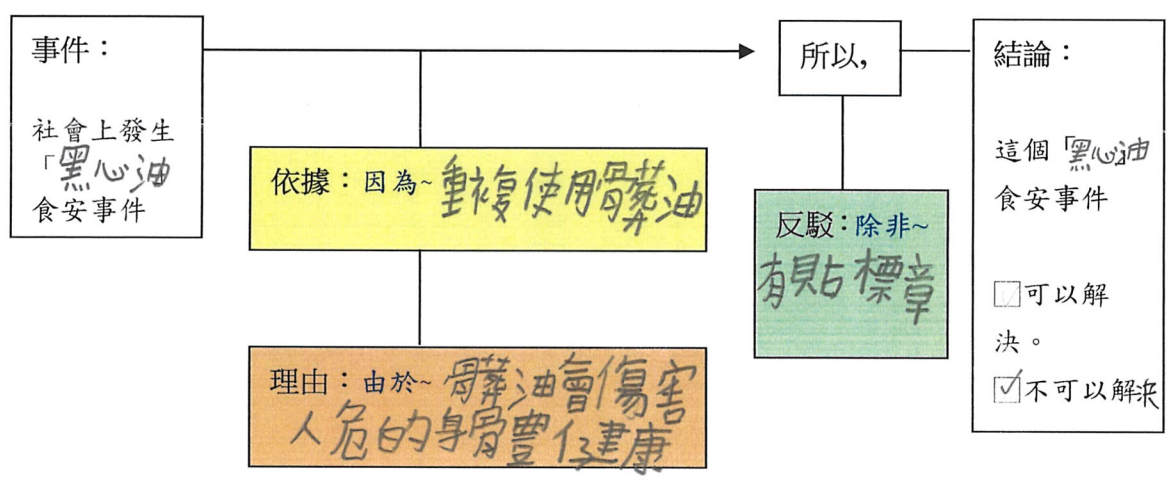 事件：
社會上發生
「黑心油
食安事件
依據：因為~重複使用髒油
理由：由於~髒油會傷害
人危的身體健康
所以,
反駁：除非~
有貼標章
結論：
這個「黑心油
食安事件
□可以解
決。
☑不可以解決